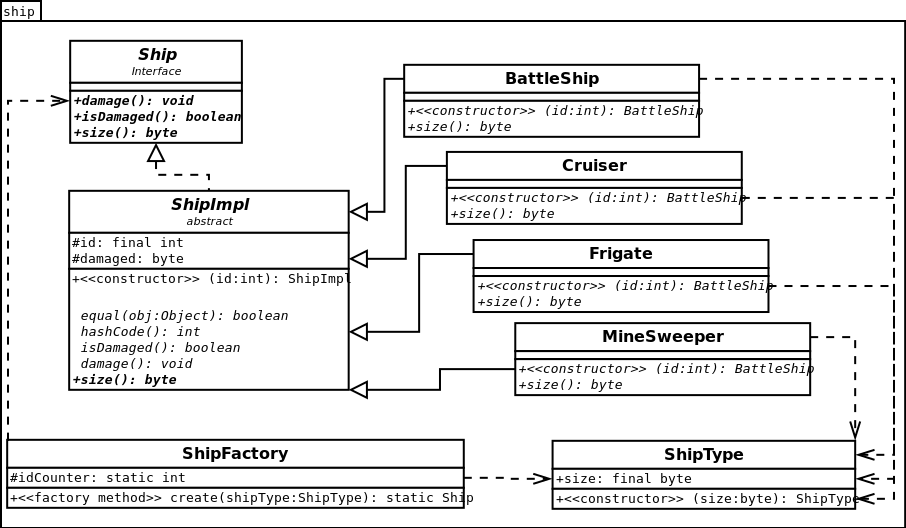 ship
Ship
Interface
+damage(): void
+isDamaged(): boolean
+size(): byte
BattleShip
+<<constructor>> (id:int): BattleShip
+size(): byte
Cruiser
+<<constructor>> (id:int): BattleShip
+size(): byte
ShipImpl
abstract
#id: final int
#damaged: byte
+<<constructor>> (id:int): ShipImpl
equal(obj:Object): boolean
hashCode(): int
isDamaged(): boolean
damage(): void
+size(): byte
Frigate
+<<constructor>> (id:int): BattleShip
+size(): byte
MineSweeper
+<<constructor>> (id:int): BattleShip
+size(): byte
ShipFactory
#idCounter: static int
+<<factory method>> create(shipType:ShipType): static Ship
ShipType
+size: final byte
+<<constructor>> (size:byte): ShipType